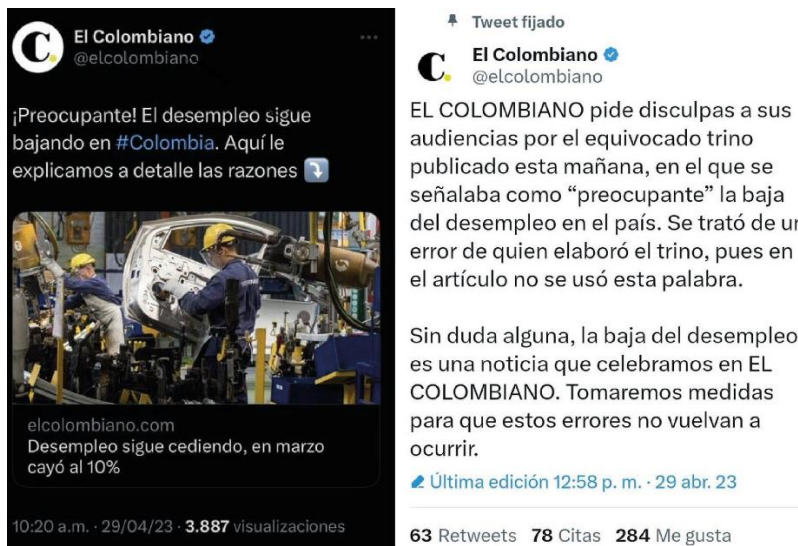 El Colombiano
@elcolombiano
¡Preocupante! El desempleo sigue
bajando en #Colombia. Aquí le
explicamos a detalle las razones ⤵️
elcolombiano.com
Desempleo sigue cediendo, en marzo
cayó al 10%
10:20 a.m. · 29/04/23 · 3.887 visualizaciones
Tweet fijado
El Colombiano
@elcolombiano
EL COLOMBIANO pide disculpas a sus
audiencias por el equivocado trino
publicado esta mañana, en el que se
señalaba como “preocupante” la baja
del desempleo en el país. Se trató de un
error de quien elaboró el trino, pues en
el artículo no se usó esta palabra.
Sin duda alguna, la baja del desempleo
es una noticia que celebramos en EL
COLOMBIANO. Tomaremos medidas
para que estos errores no vuelvan a
ocurrir.
Última edición 12:58 p. m. · 29 abr. 23
63 Retweets 78 Citas 284 Me gusta